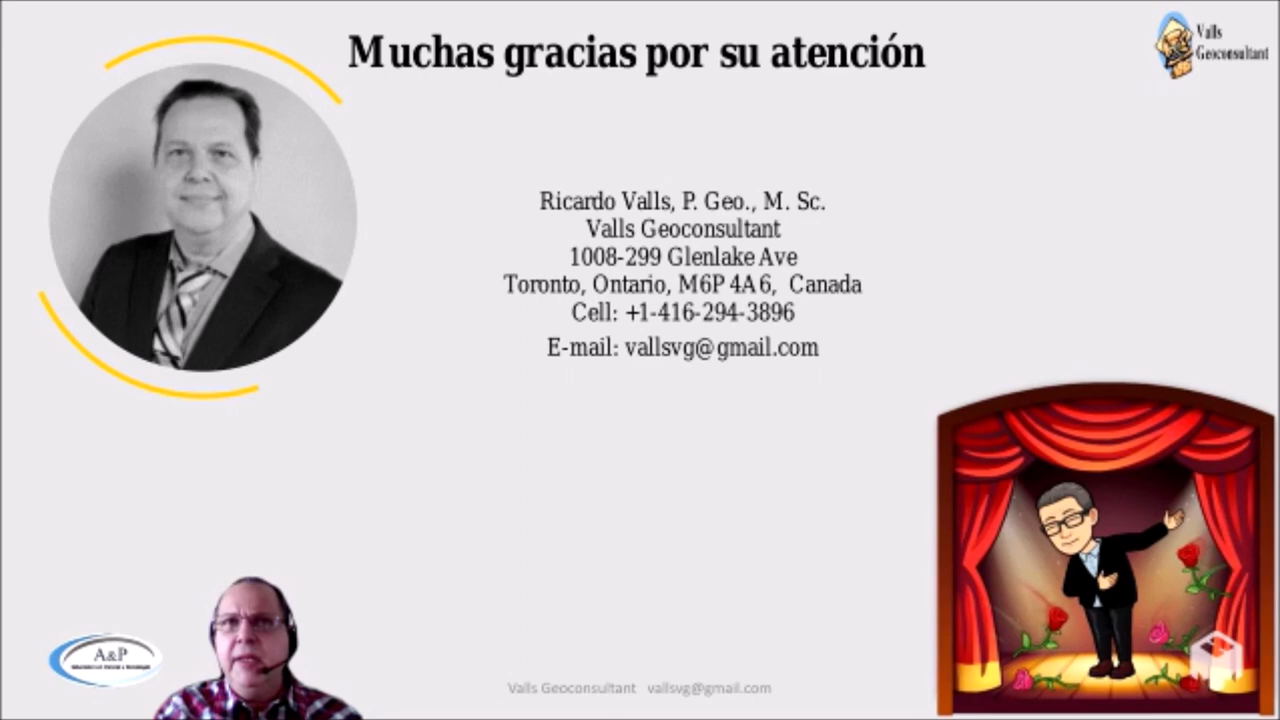 Muchas gracias por su atención
Valls
Geoconsultant
Ricardo Valls, P. Geo., M. Sc.
Valls Geoconsultant
1008-299 Glenlake Ave
Toronto, Ontario, M6P 4A6, Canada
Cell: +1-416-294-3896
E-mail: vallsvg@gmail.com
A&P
Valls Geoconsultant vallsvg@gmail.com